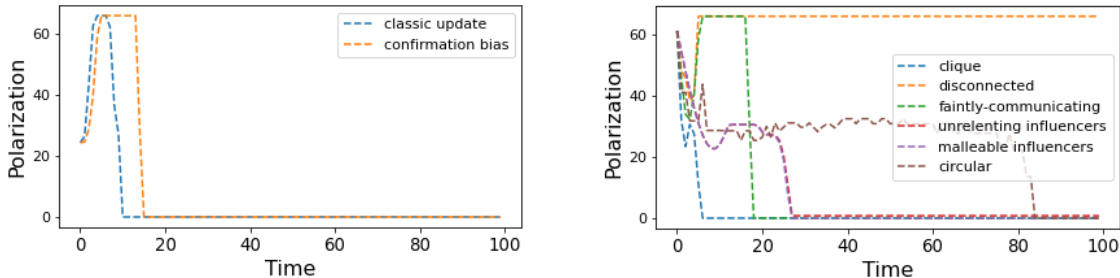 Polarization
60
40
20
0
classic update
confirmation bias
0 20 40 60 80 100
Time
Polarization
60
40
20
0
clique
disconnected
faintly-communicating
unrelenting influencers
malleable influencers
circular
0 20 40 60 80 100
Time